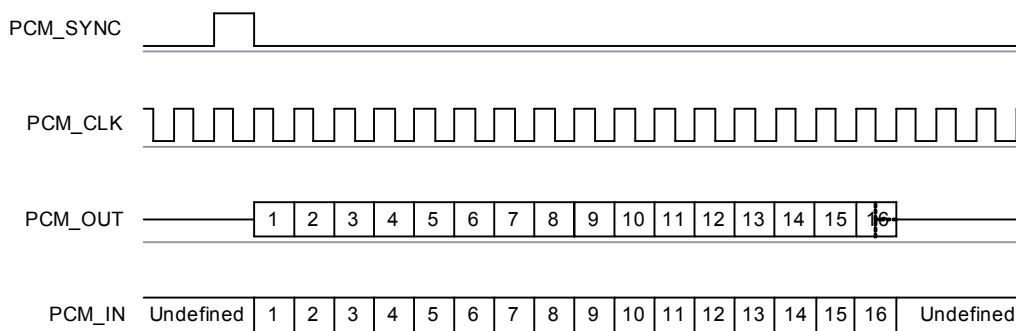 PCM_SYNC
PCM_CLK
PCM_OUT 1 2 3 4 5 6 7 8 9 10 11 12 13 14 15 16
PCM_IN Undefined 1 2 3 4 5 6 7 8 9 10 11 12 13 14 15 16 Undefined